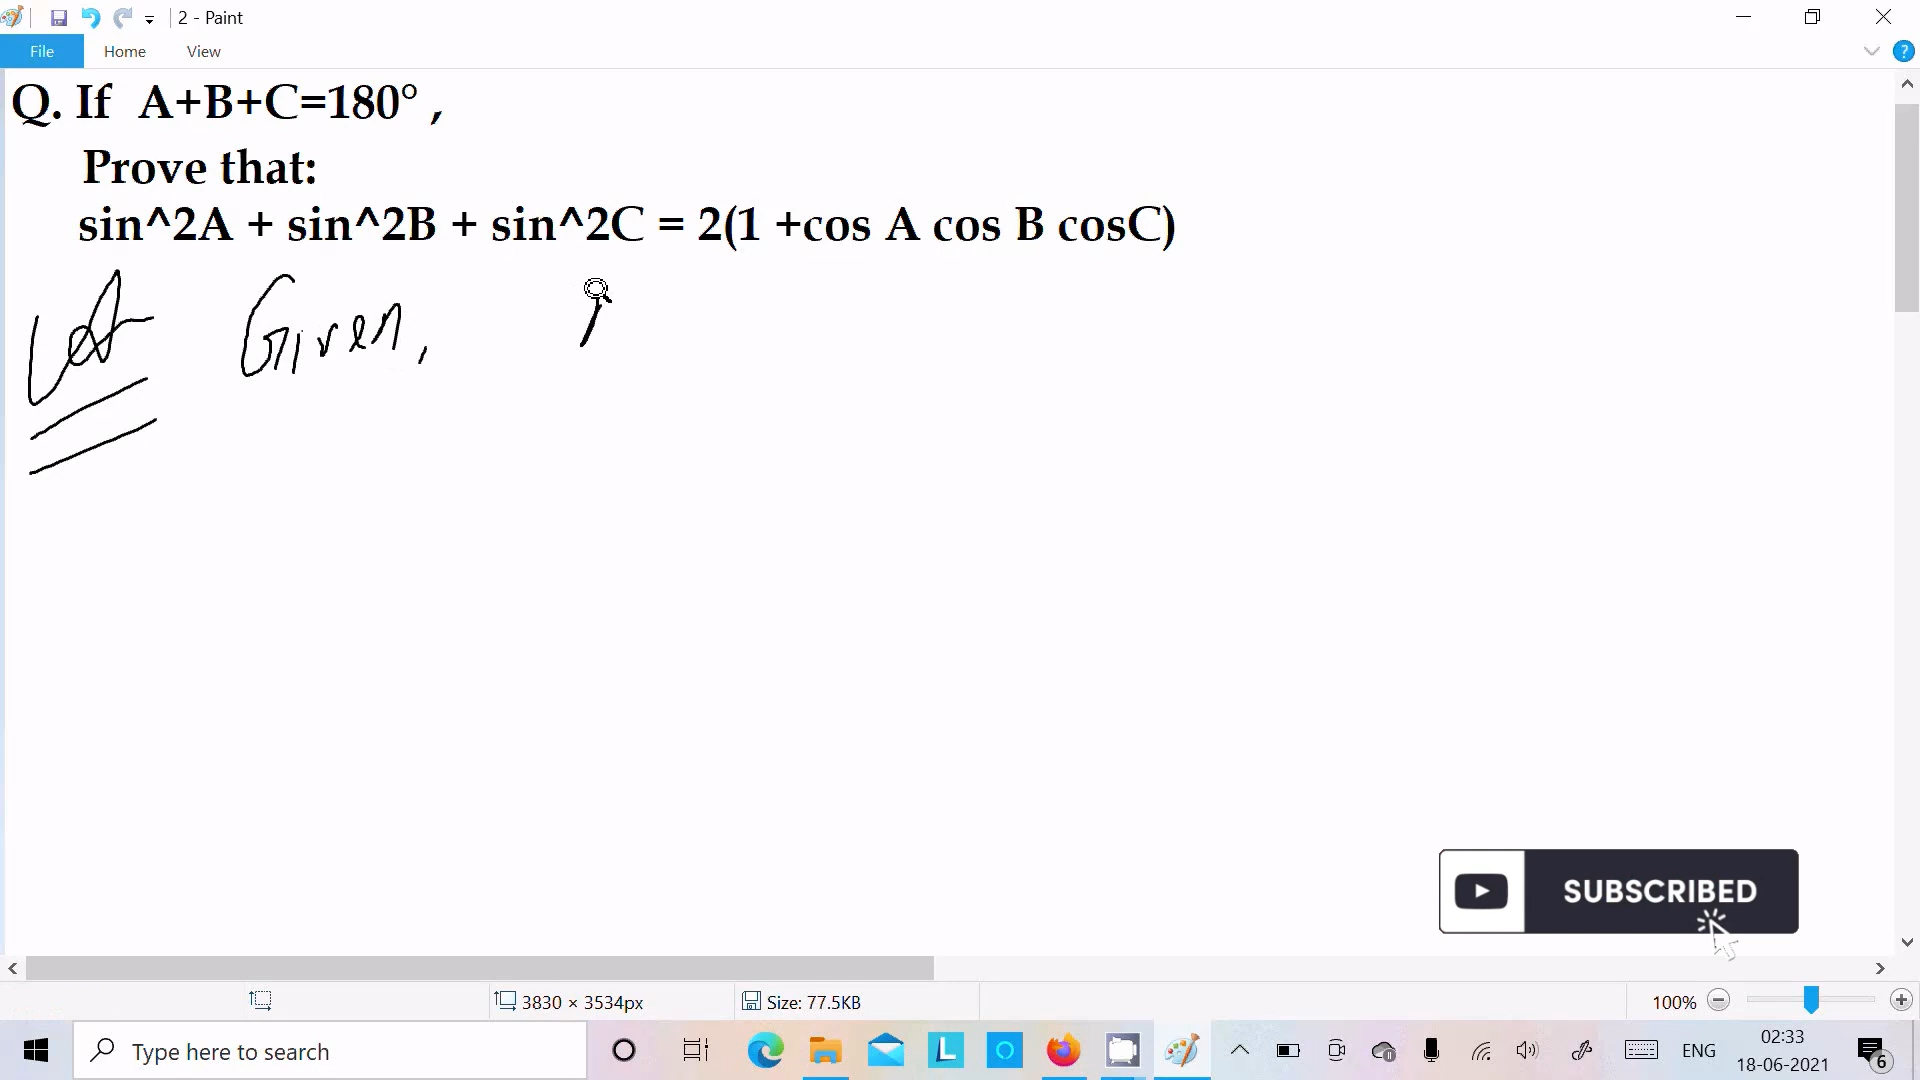 2 - Paint
File Home View
Q. If A+B+C=180° ,
Prove that:
sin^2A + sin^2B + sin^2C = 2(1 +cos A cos B cosC)
Given,
SUBSCRIBED
3830 × 3534px Size: 77.5KB 100%
Type here to search ENG 02:33
18-06-2021 6